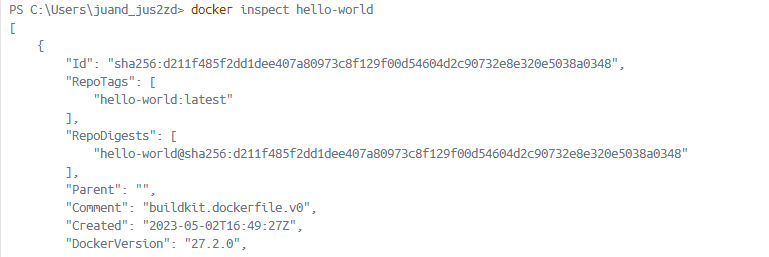 PS C:\Users\juand_jus2zd> docker inspect hello-world
[
    {
        "Id": "sha256:d211f485f2dd1dee407a80973c8f129f00d54604d2c90732e8e320e5038a0348",
        "RepoTags": [
            "hello-world:latest"
        ],
        "RepoDigests": [
            "hello-world@sha256:d211f485f2dd1dee407a80973c8f129f00d54604d2c90732e8e320e5038a0348"
        ],
        "Parent": "",
        "Comment": "buildkit.dockerfile.v0",
        "Created": "2023-05-02T16:49:27Z",
        "DockerVersion": "27.2.0",